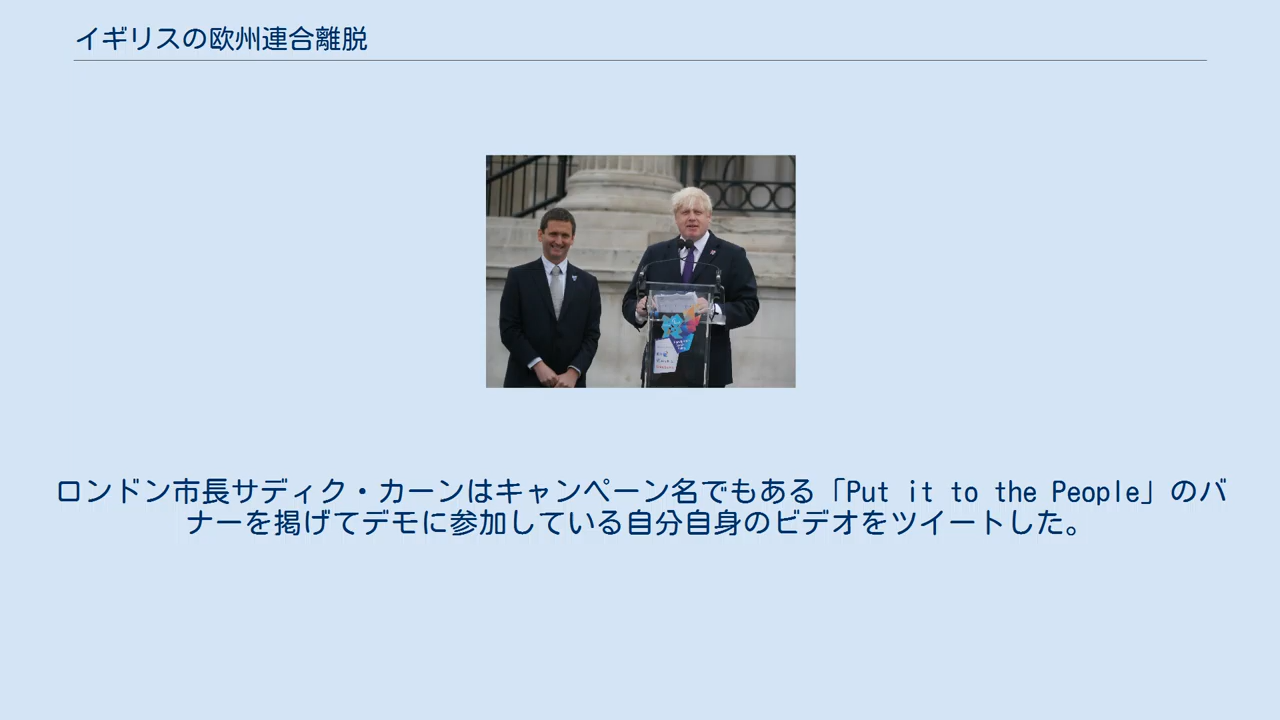 イギリスの欧州連合離脱
ロンドン市長サディク・カーンはキャンペーン名でもある「Put it to the People」のバ
ナーを掲げてデモに参加している自分自身のビデオをツイートした。